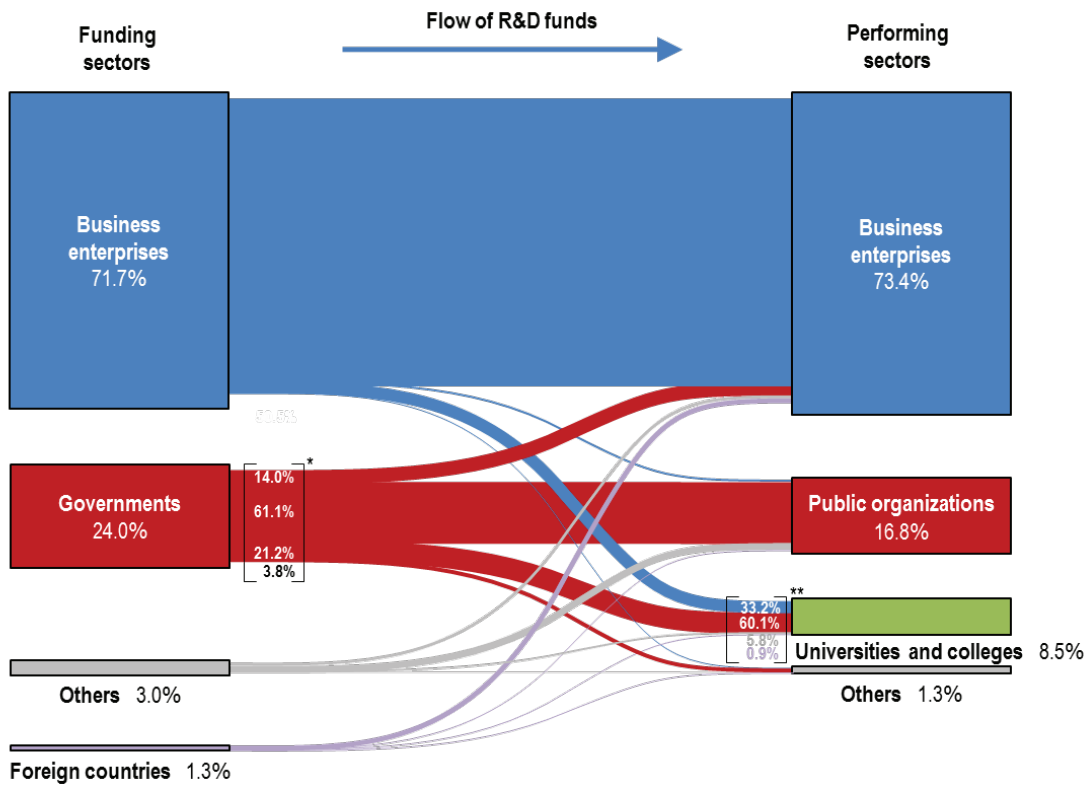 Funding
sectors
Flow of R&D funds
Performing
sectors
Business
enterprises
71.7%
Business
enterprises
73.4%
*
14.0%
61.1%
21.2%
3.8%
Governments
24.0%
Public organizations
16.8%
**
33.2%
60.1%
5.8%
0.9%
Universities and colleges 8.5%
Others 3.0%
Others 1.3%
Foreign countries 1.3%